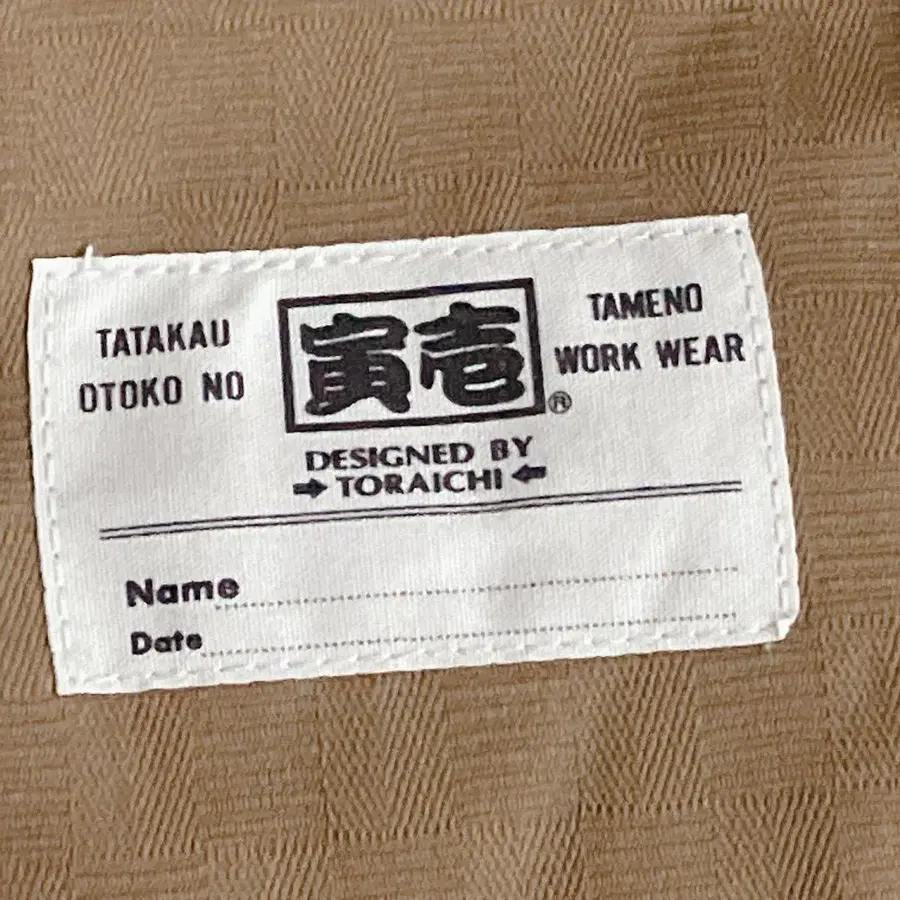 TATAKAU
OTOKO NO
寅壱
®
TAMENO
WORK WEAR
DESIGNED BY
➡ TORAICHI ⬅
Name
Date